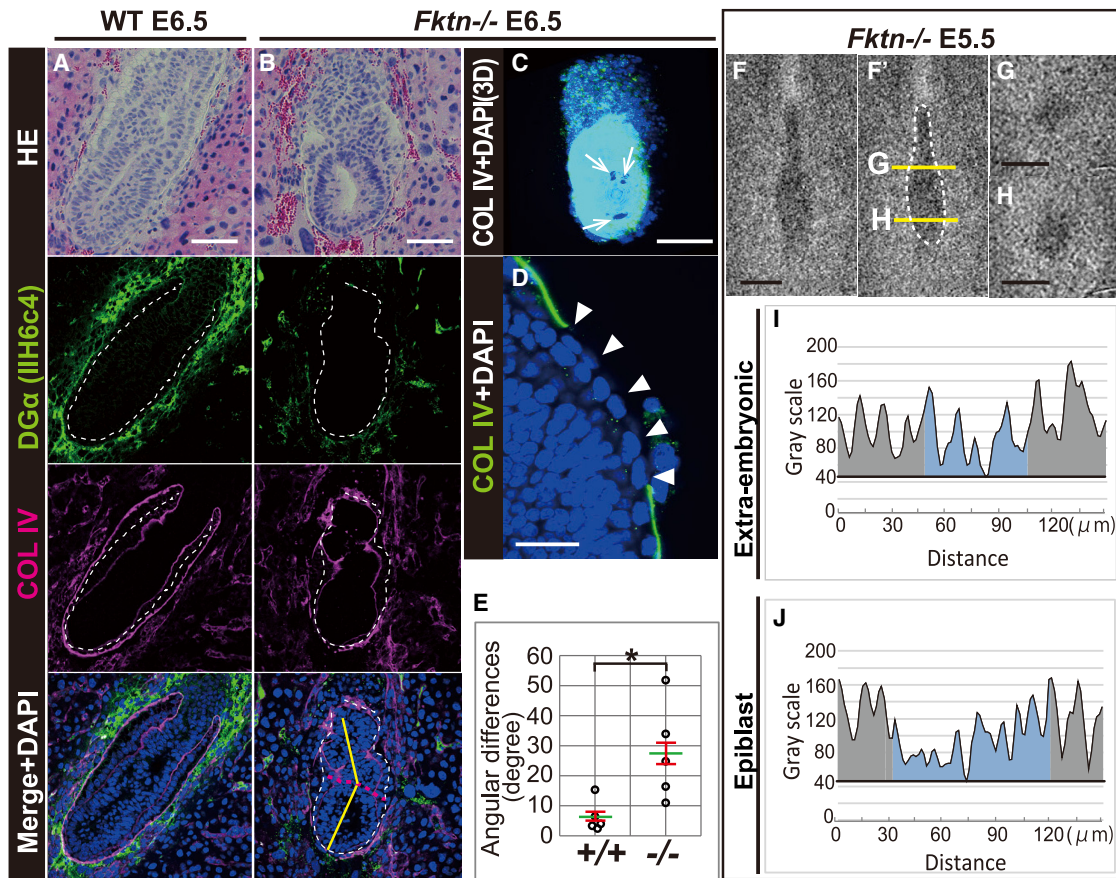 WT E6.5
Fktn-/- E6.5
HE
DGα (IIH6c4)
COL IV
Merge+DAPI
A
B
COL IV+DAPI(3D)
C
COL IV+DAPI
D
E
Angular differences
(degree)
60
50
40
30
20
10
0
*
+/+
-/-
Fktn-/- E5.5
F
F'
G
H
G
H
Extra-embryonic
I
Gray scale
200
160
120
80
40
0
30
60
90
120(μm)
Distance
Epiblast
J
Gray scale
200
160
120
80
40
0
30
60
90
120(μm)
Distance